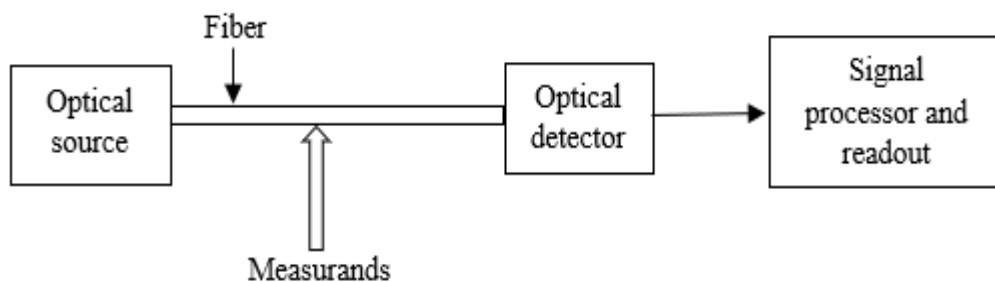 Fiber
Optical
source
Optical
detector
Signal
processor and
readout
Measurands